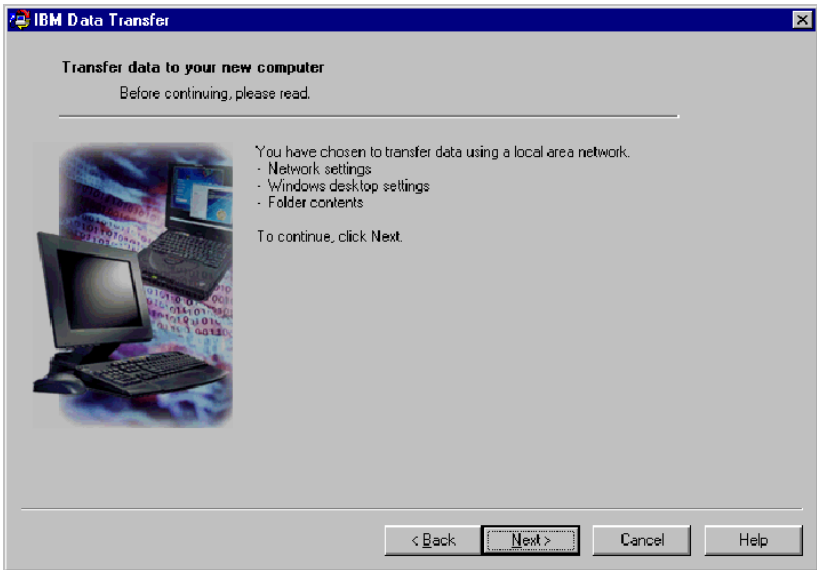 IBM Data Transfer
Transfer data to your new computer
Before continuing, please read.
You have chosen to transfer data using a local area network.
- Network settings
- Windows desktop settings
- Folder contents
To continue, click Next.
< Back Next > Cancel Help